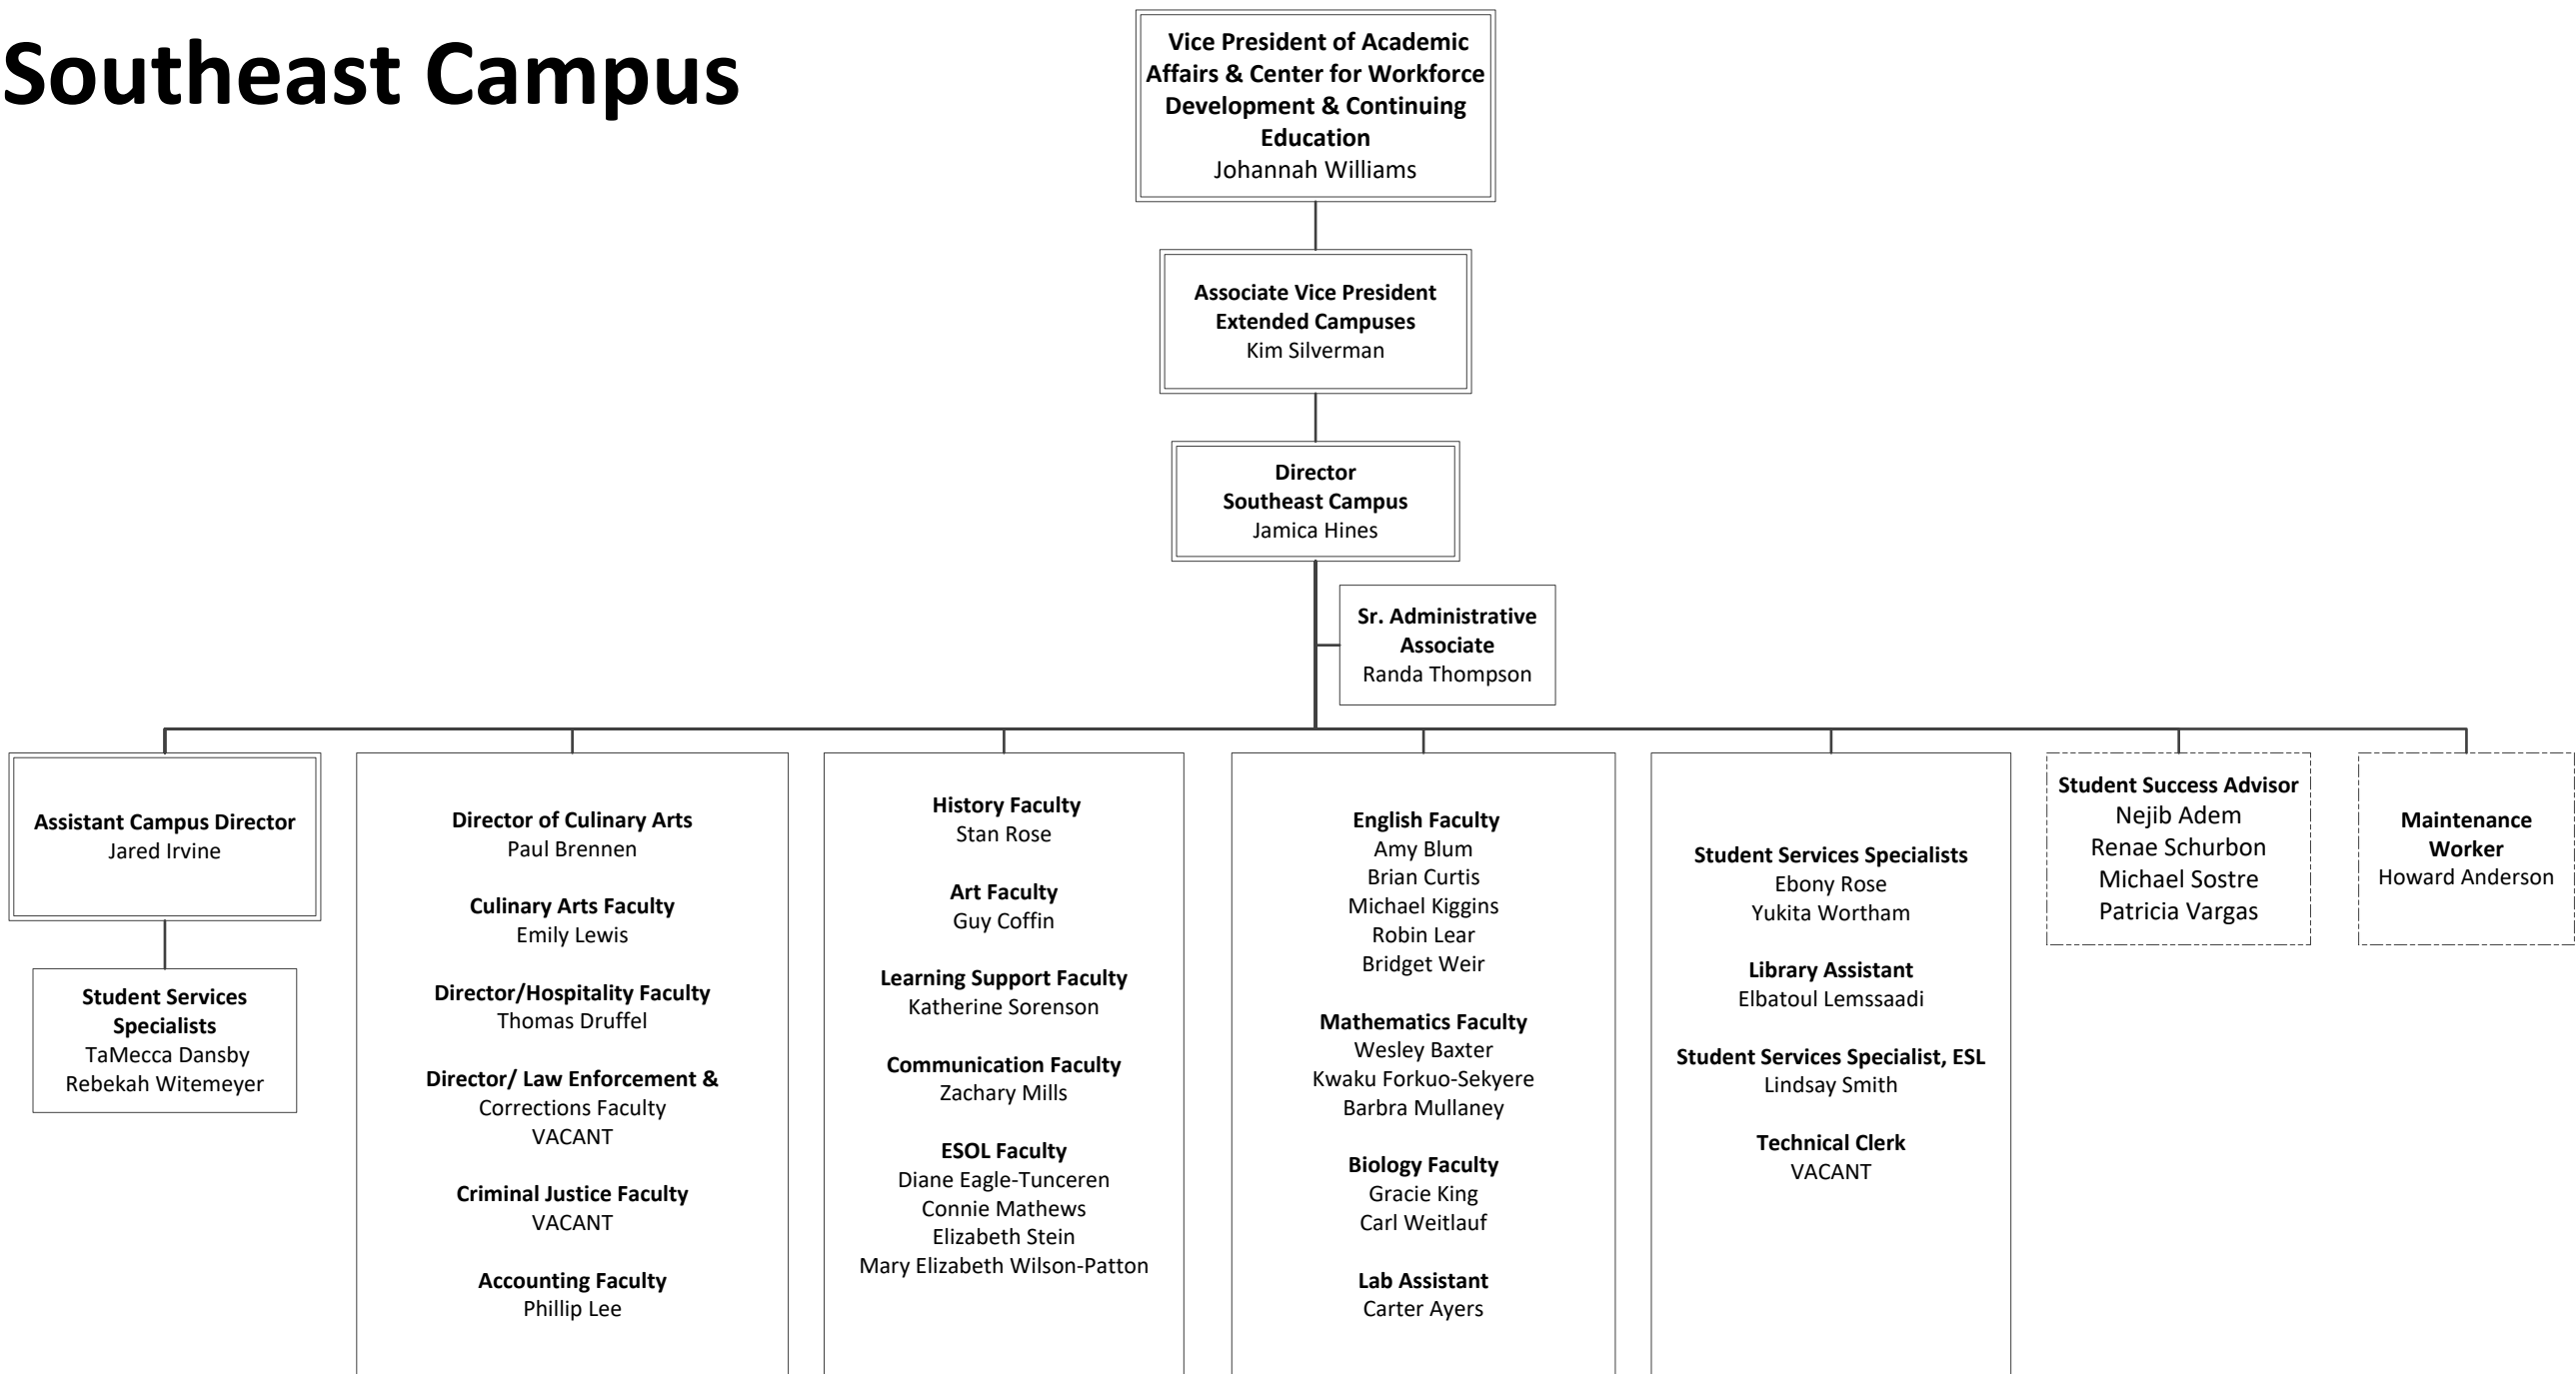 Southeast Campus
Vice President of Academic
Affairs & Center for Workforce
Development & Continuing
Education
Johannah Williams
Associate Vice President
Extended Campuses
Kim Silverman
Director
Southeast Campus
Jamica Hines
Sr. Administrative
Associate
Randa Thompson
Assistant Campus Director
Jared Irvine
Student Services
Specialists
TaMecca Dansby
Rebekah Witemeyer
Director of Culinary Arts
Paul Brennen
Culinary Arts Faculty
Emily Lewis
Director/Hospitality Faculty
Thomas Druffel
Director/ Law Enforcement &
Corrections Faculty
VACANT
Criminal Justice Faculty
VACANT
Accounting Faculty
Phillip Lee
History Faculty
Stan Rose
Art Faculty
Guy Coffin
Learning Support Faculty
Katherine Sorenson
Communication Faculty
Zachary Mills
ESOL Faculty
Diane Eagle-Tunceren
Connie Mathews
Elizabeth Stein
Mary Elizabeth Wilson-Patton
English Faculty
Amy Blum
Brian Curtis
Michael Kiggins
Robin Lear
Bridget Weir
Mathematics Faculty
Wesley Baxter
Kwaku Forkuo-Sekyere
Barbra Mullaney
Biology Faculty
Gracie King
Carl Weitlauf
Lab Assistant
Carter Ayers
Student Services Specialists
Ebony Rose
Yukita Wortham
Library Assistant
Elbatoul Lemssaadi
Student Services Specialist, ESL
Lindsay Smith
Technical Clerk
VACANT
Student Success Advisor
Nejib Adem
Renae Schurbon
Michael Sostre
Patricia Vargas
Maintenance
Worker
Howard Anderson